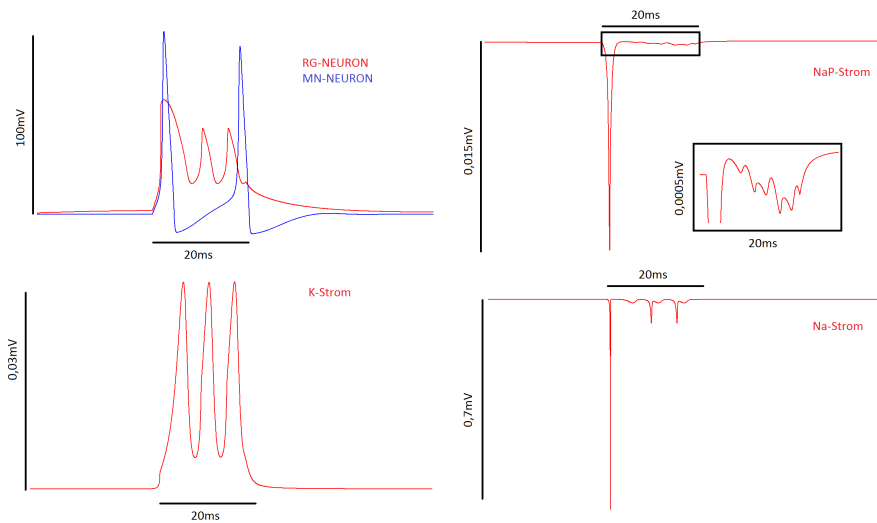 RG-NEURON
MN-NEURON
100mV
20ms
20ms
NaP-Strom
0,015mV
0,0005mV
20ms
K-Strom
0,03mV
20ms
20ms
Na-Strom
0,7mV